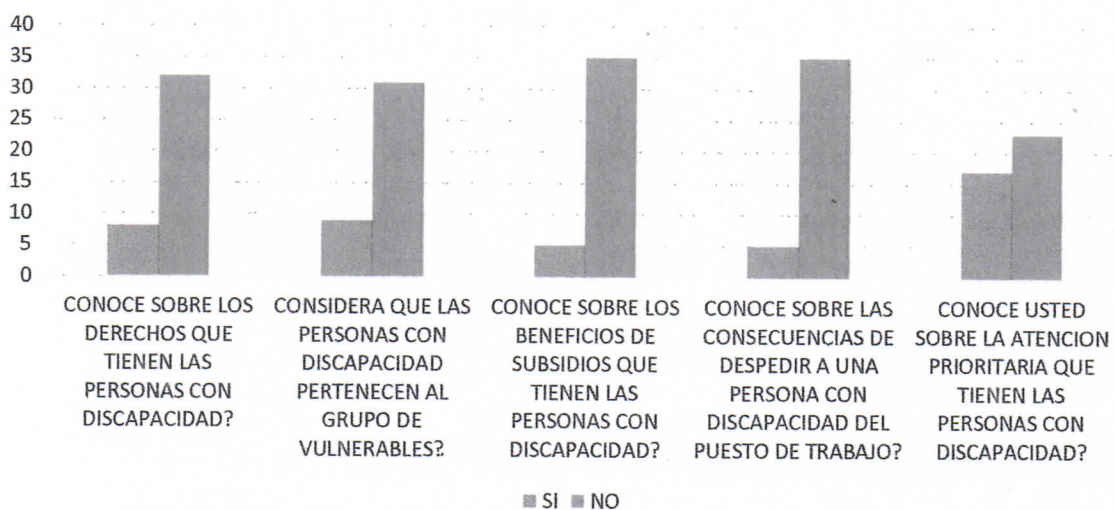 40
35
30
25
20
15
10
5
0
CONOCE SOBRE LOS
DERECHOS QUE
TIENEN LAS
PERSONAS CON
DISCAPACIDAD?
CONSIDERA QUE LAS
PERSONAS CON
DISCAPACIDAD
PERTENECEN AL
GRUPO DE
VULNERABLES?.
CONOCE SOBRE LOS
BENEFICIOS DE
SUBSIDIOS QUE
TIENEN LAS
PERSONAS CON
DISCAPACIDAD?
CONOCE SOBRE LAS
CONSECUENCIAS DE
DESPEDIR A UNA
PERSONA CON
DISCAPACIDAD DEL
PUESTO DE TRABAJO?
CONOCE USTED
SOBRE LA ATENCION
PRIORITARIA QUE
TIENEN LAS
PERSONAS CON
DISCAPACIDAD?
SI NO